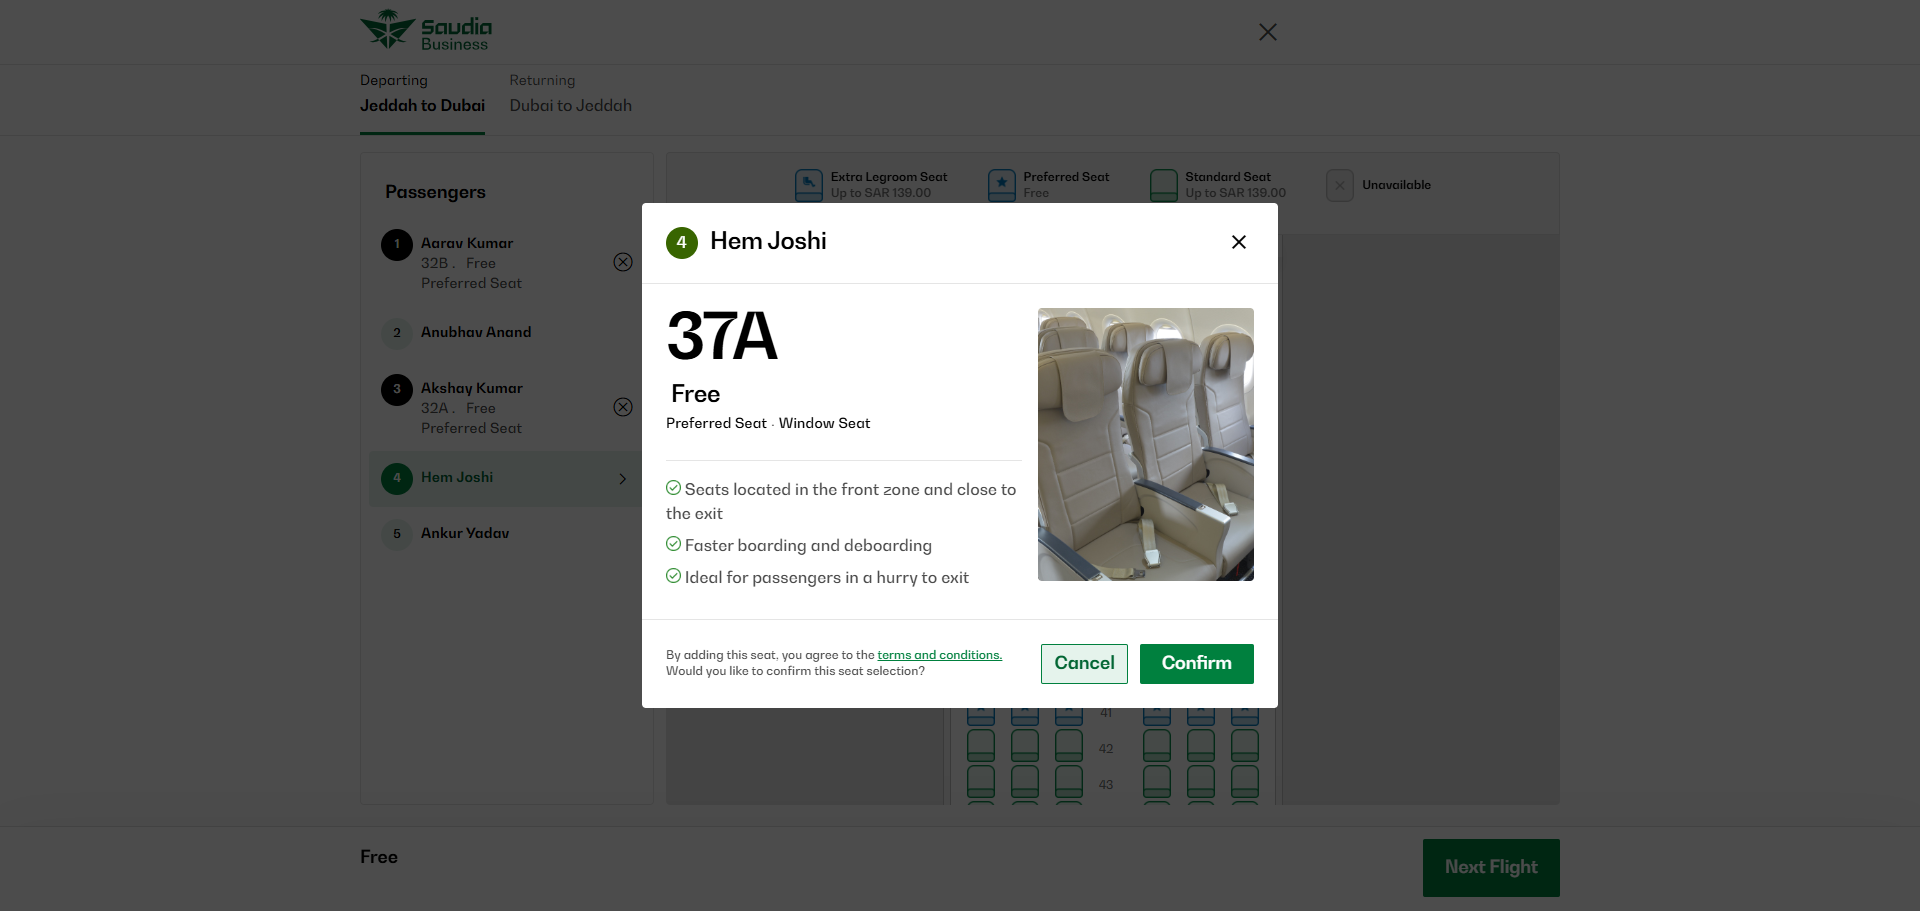 Saudia
Business
Departing
Jeddah to Dubai
Returning
Dubai to Jeddah
Passengers
1
Aarav Kumar
32B . Free
Preferred Seat
2
Anubhav Anand
3
Akshay Kumar
32A . Free
Preferred Seat
4
Hem Joshi
5
Ankur Yadav
Extra Legroom Seat
Up to SAR 139.00
Preferred Seat
Free
Standard Seat
Up to SAR 139.00
Unavailable
4
Hem Joshi
37A
Free
Preferred Seat · Window Seat
Seats located in the front zone and close to
the exit
Faster boarding and deboarding
Ideal for passengers in a hurry to exit
By adding this seat, you agree to the terms and conditions.
Would you like to confirm this seat selection?
Cancel
Confirm
41
42
43
Free
Next Flight